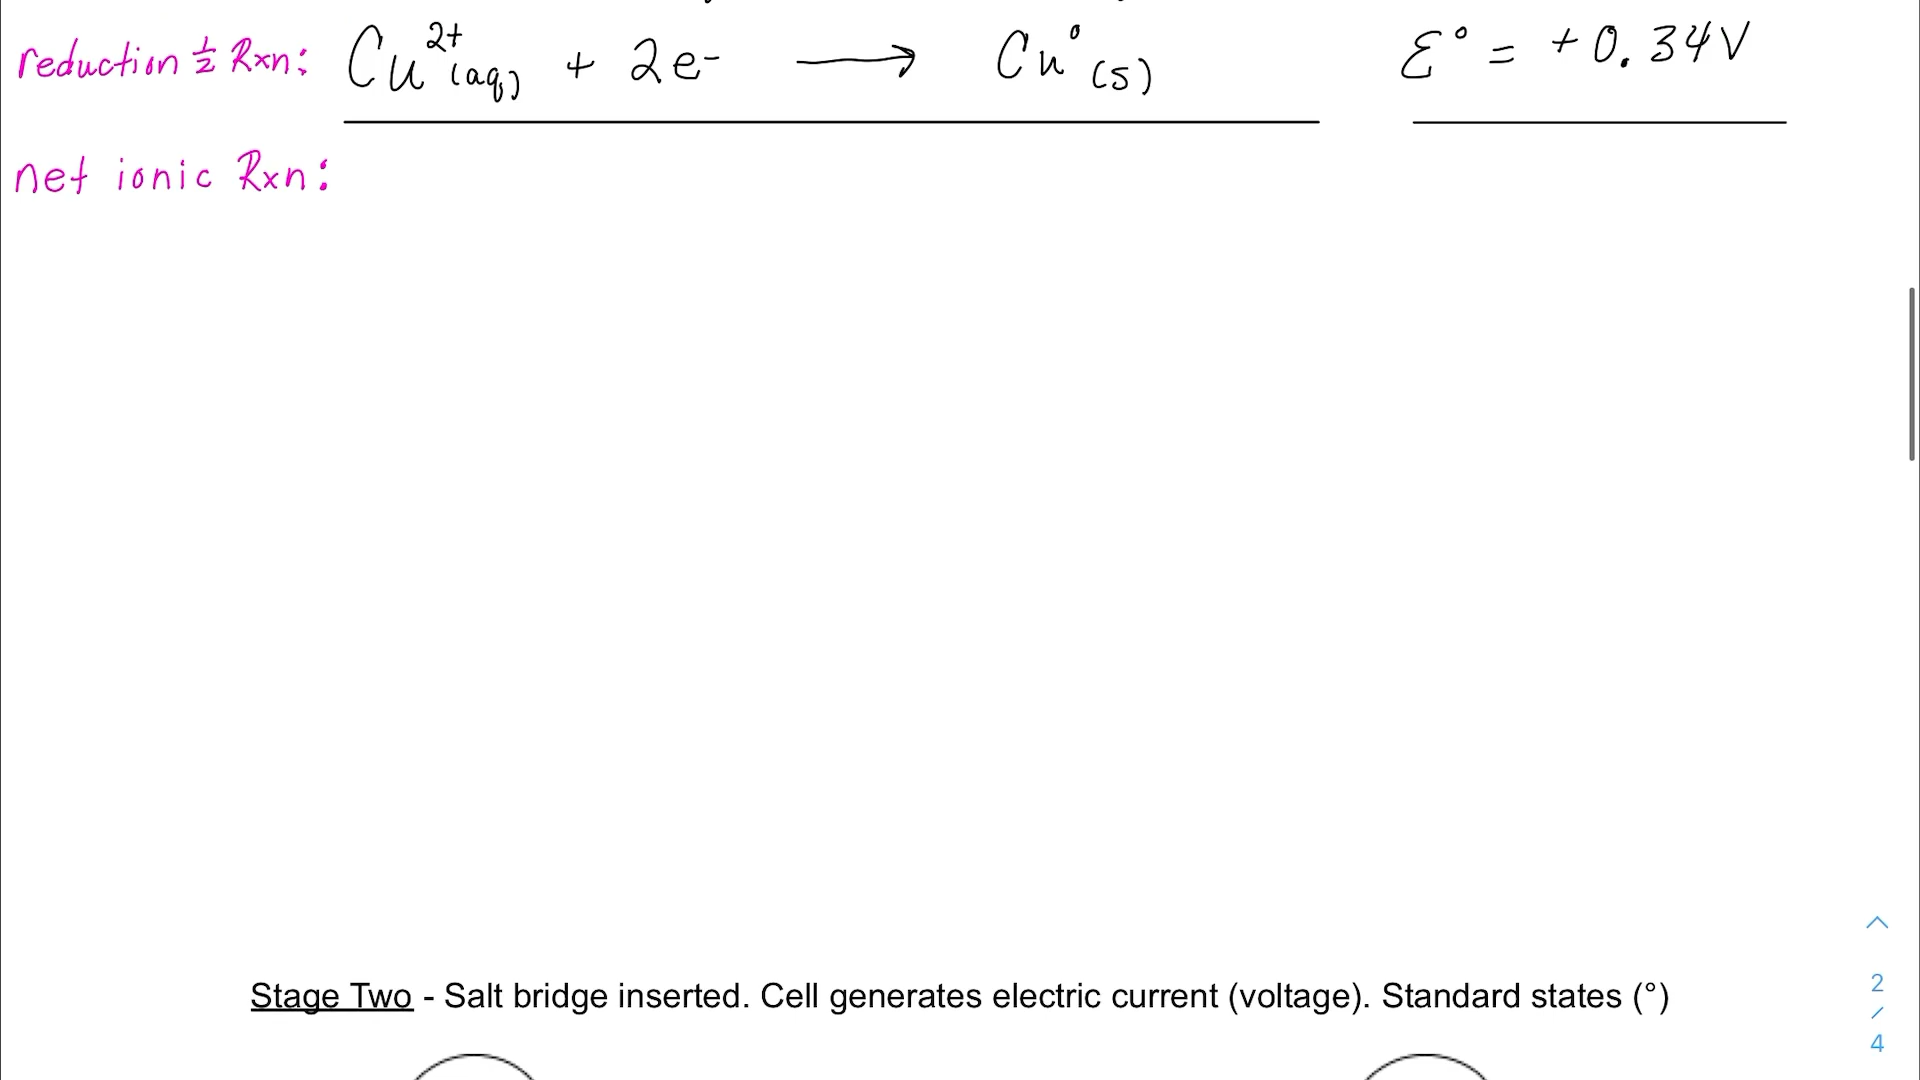 reduction ½ Rxn: Cu²⁺(aq) + 2e⁻ ⟶ Cu°(s) ℰ° = +0.34V
net ionic Rxn:
Stage Two - Salt bridge inserted. Cell generates electric current (voltage). Standard states (°)
2
/
4